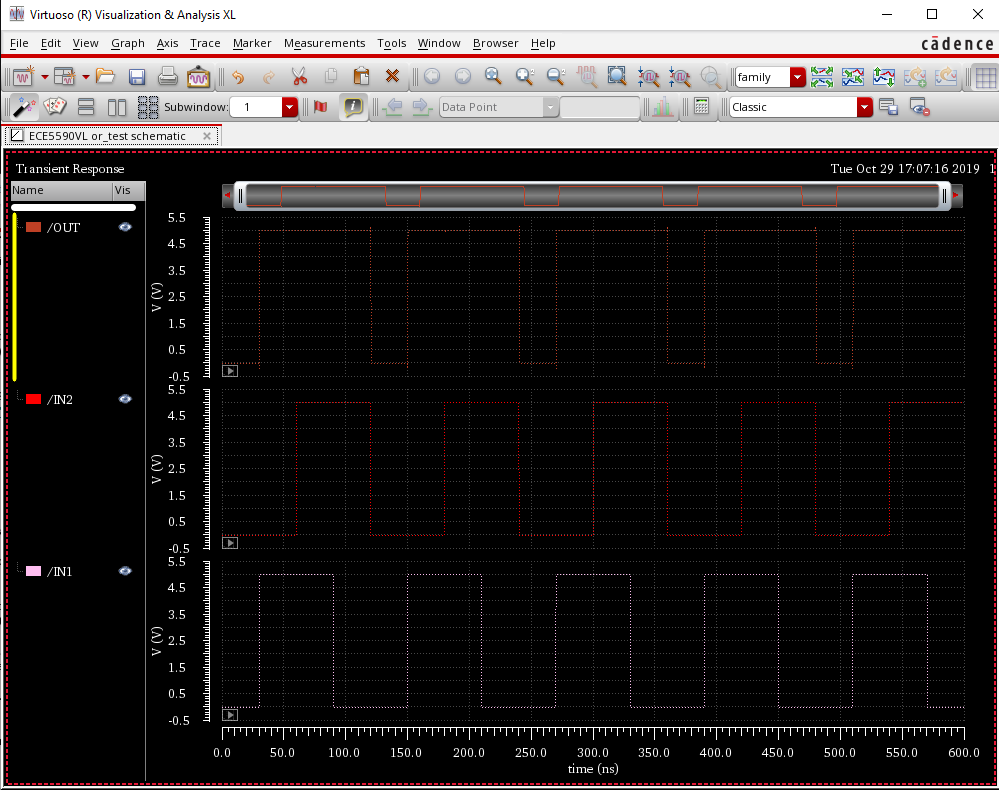 Virtuoso (R) Visualization & Analysis XL
File Edit View Graph Axis Trace Marker Measurements Tools Window Browser Help
cādence
family
Subwindow: 1 Data Point Classic
ECE5590VL or_test schematic
Transient Response Tue Oct 29 17:07:16 2019 1
Name Vis
/OUT
5.5
4.5
3.5
2.5
1.5
0.5
-0.5
V (V)
/IN2
5.5
4.5
3.5
2.5
1.5
0.5
-0.5
V (V)
/IN1
5.5
4.5
3.5
2.5
1.5
0.5
-0.5
V (V)
0.0 50.0 100.0 150.0 200.0 250.0 300.0 350.0 400.0 450.0 500.0 550.0 600.0
time (ns)